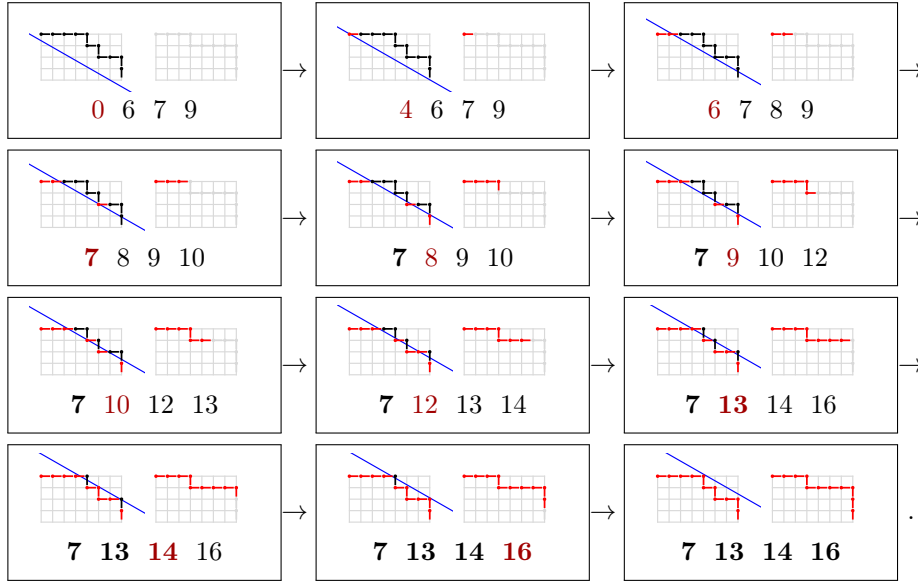 0 6 7 9 → 4 6 7 9 → 6 7 8 9 →
7 8 9 10 → 7 8 9 10 → 7 9 10 12 →
7 10 12 13 → 7 12 13 14 → 7 13 14 16 →
7 13 14 16 → 7 13 14 16 → 7 13 14 16 .